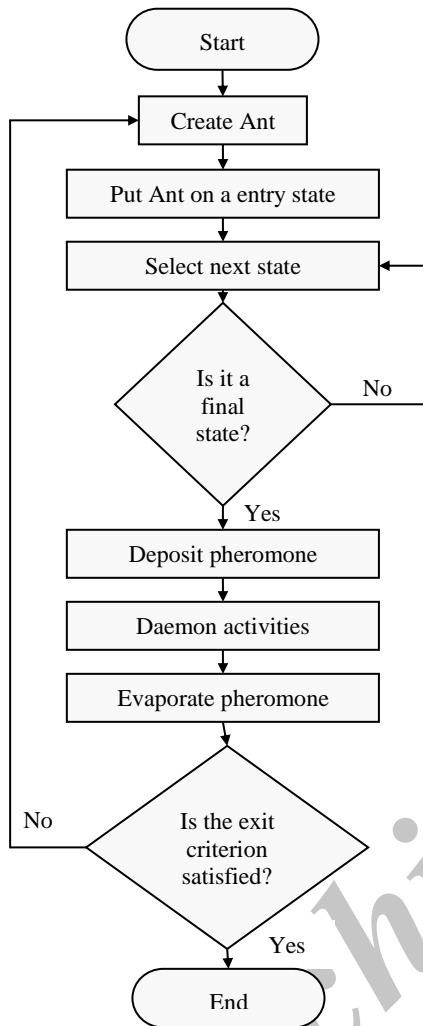 Start
Create Ant
Put Ant on a entry state
Select next state
Is it a
final
state?
No
Yes
Deposit pheromone
Daemon activities
Evaporate pheromone
No
Is the exit
criterion
satisfied?
Yes
End